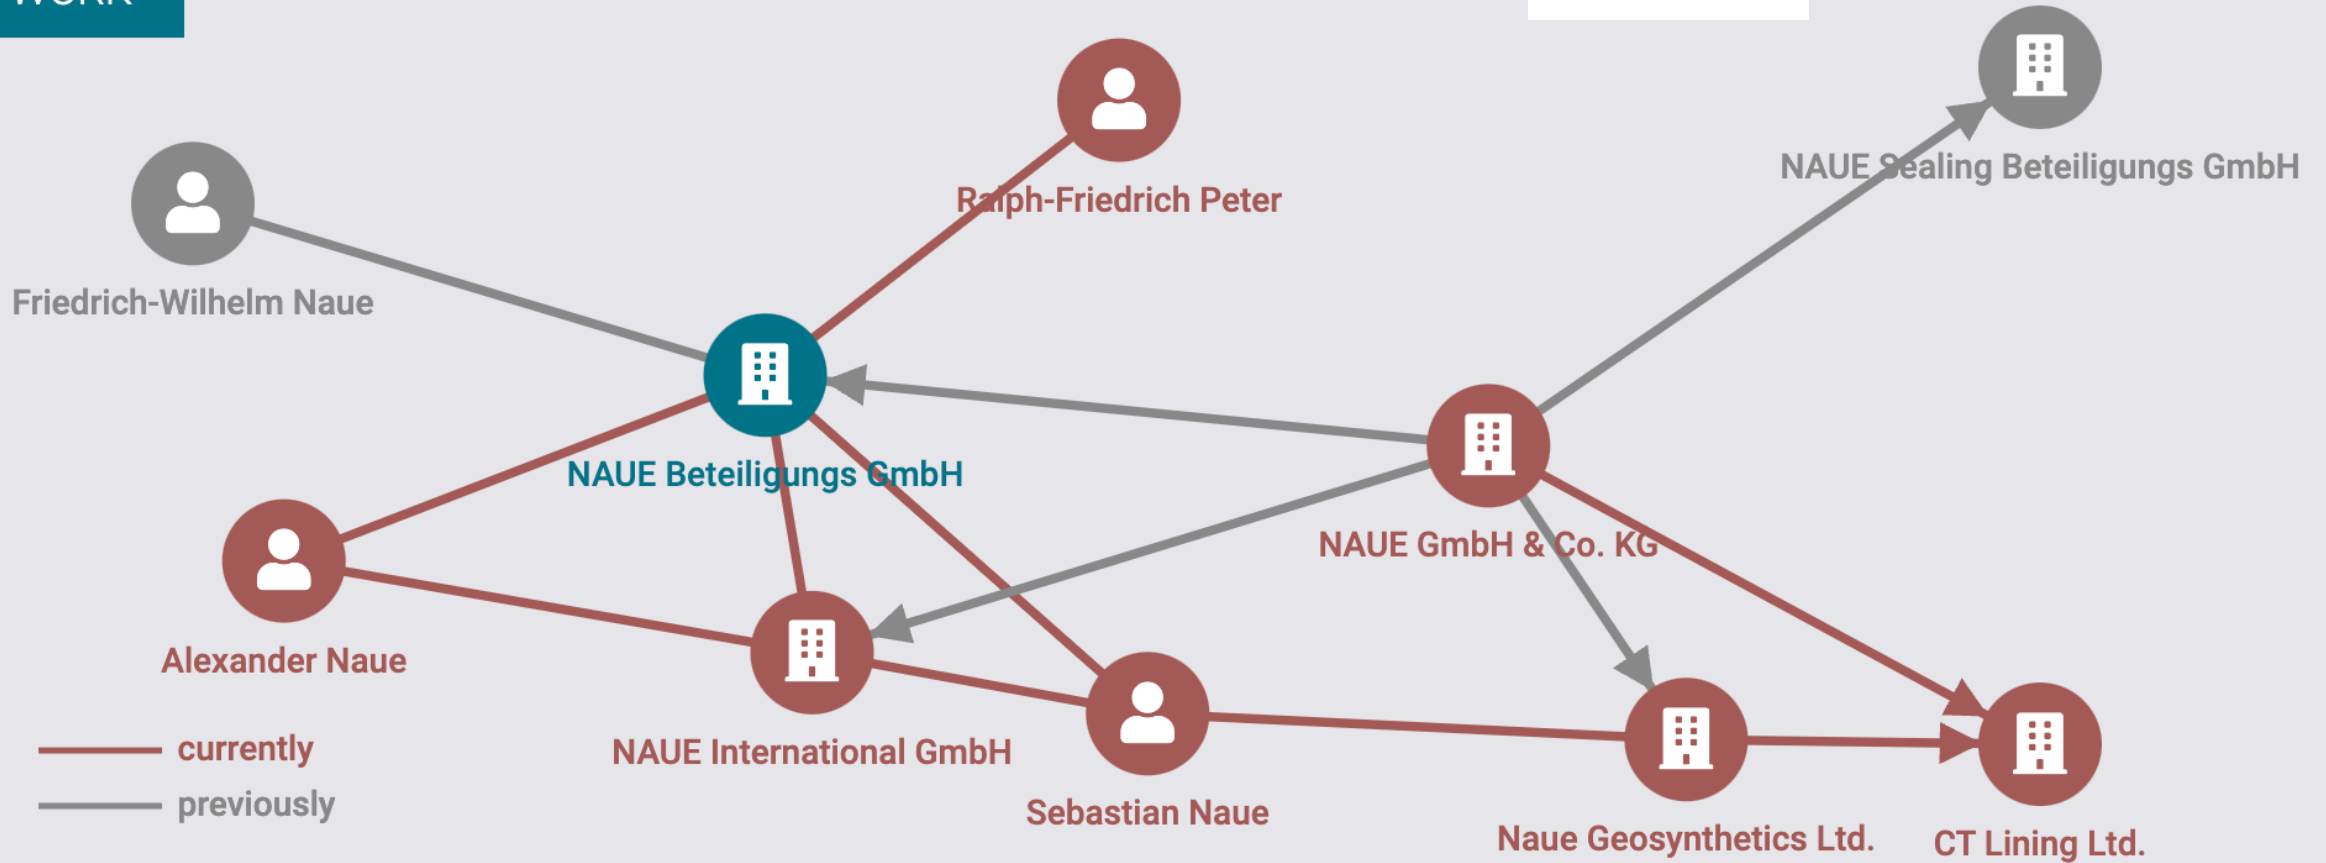 Ralph-Friedrich Peter
NAUE Sealing Beteiligungs GmbH
Friedrich-Wilhelm Naue
NAUE Beteiligungs GmbH
NAUE GmbH & Co. KG
Alexander Naue
NAUE International GmbH
Sebastian Naue
Naue Geosynthetics Ltd.
CT Lining Ltd.
currently
previously